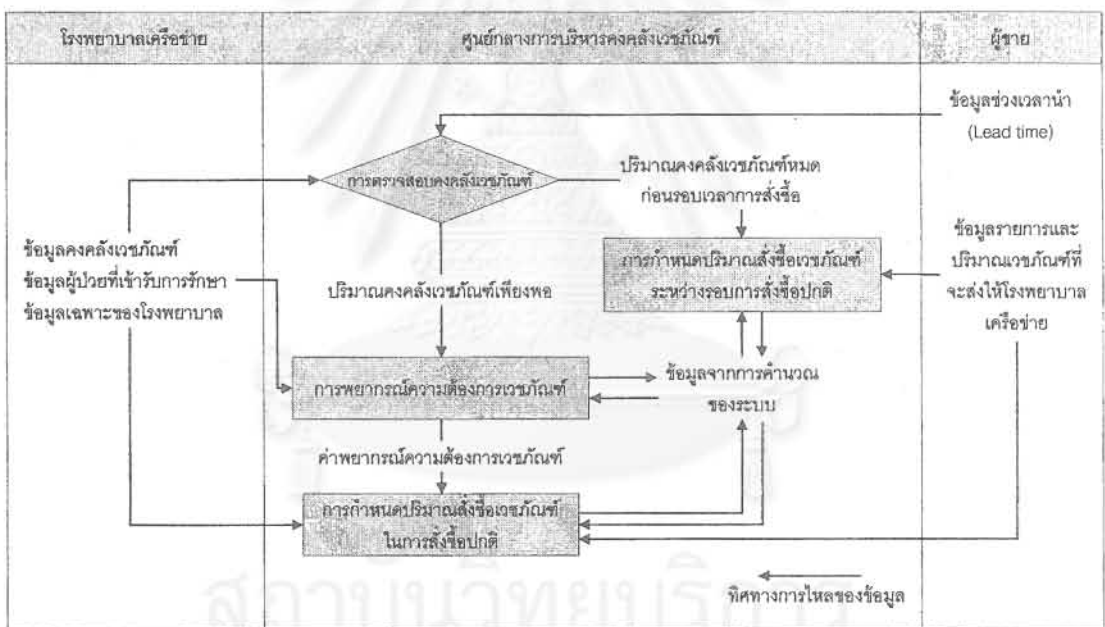 โรงพยาบาลเครือข่าย
ศูนย์กลางการบริหารคงคลังเวชภัณฑ์
ผู้ขาย
ข้อมูลช่วงเวลานำ
(Lead time)
การตรวจสอบคงคลังเวชภัณฑ์
ปริมาณคงคลังเวชภัณฑ์หมด
ก่อนรอบเวลาการสั่งซื้อ
ข้อมูลคงคลังเวชภัณฑ์
ข้อมูลผู้ป่วยที่เข้ารับการรักษา
ข้อมูลเฉพาะของโรงพยาบาล
ปริมาณคงคลังเวชภัณฑ์เพียงพอ
การกำหนดปริมาณสั่งซื้อเวชภัณฑ์
ระหว่างรอบการสั่งซื้อปกติ
ข้อมูลรายการและ
ปริมาณเวชภัณฑ์ที่
จะส่งให้โรงพยาบาล
เครือข่าย
การพยากรณ์ความต้องการเวชภัณฑ์
ข้อมูลจากการคำนวณ
ของระบบ
ค่าพยากรณ์ความต้องการเวชภัณฑ์
การกำหนดปริมาณสั่งซื้อเวชภัณฑ์
ในการสั่งซื้อปกติ
ทิศทางการไหลของข้อมูล
สถาบันวิทยบริการ